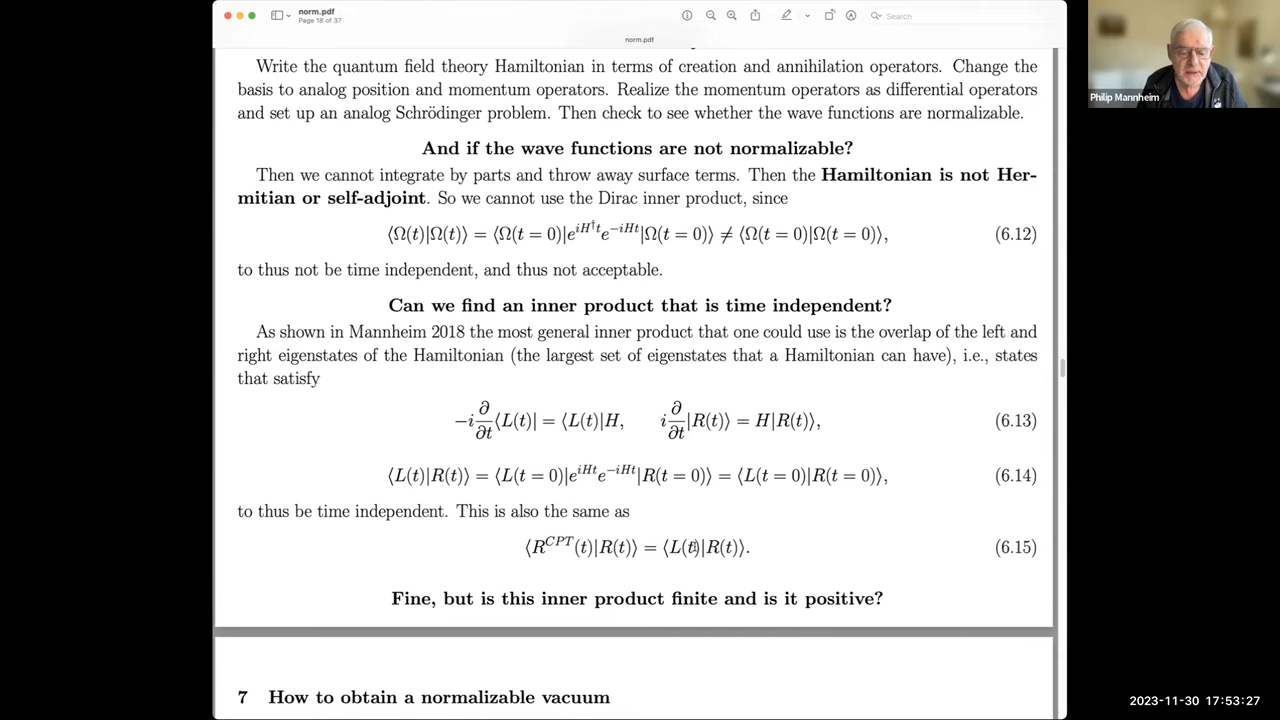 norm.pdf
Page 18 of 37
Search
norm.pdf
Write the quantum field theory Hamiltonian in terms of creation and annihilation operators. Change the
basis to analog position and momentum operators. Realize the momentum operators as differential operators
and set up an analog Schrödinger problem. Then check to see whether the wave functions are normalizable.
And if the wave functions are not normalizable?
Then we cannot integrate by parts and throw away surface terms. Then the Hamiltonian is not Her-
mitian or self-adjoint. So we cannot use the Dirac inner product, since
⟨Ω(t)|Ω(t)⟩ = ⟨Ω(t = 0)|e^{iH†t}e^{−iHt}|Ω(t = 0)⟩ ≠ ⟨Ω(t = 0)|Ω(t = 0)⟩, (6.12)
to thus not be time independent, and thus not acceptable.
Can we find an inner product that is time independent?
As shown in Mannheim 2018 the most general inner product that one could use is the overlap of the left and
right eigenstates of the Hamiltonian (the largest set of eigenstates that a Hamiltonian can have), i.e., states
that satisfy
−i ∂/∂t ⟨L(t)| = ⟨L(t)|H, i ∂/∂t |R(t)⟩ = H|R(t)⟩, (6.13)
⟨L(t)|R(t)⟩ = ⟨L(t = 0)|e^{iHt}e^{−iHt}|R(t = 0)⟩ = ⟨L(t = 0)|R(t = 0)⟩, (6.14)
to thus be time independent. This is also the same as
⟨R^{CPT}(t)|R(t)⟩ = ⟨L(t)|R(t)⟩. (6.15)
Fine, but is this inner product finite and is it positive?
7 How to obtain a normalizable vacuum
Philip Mannheim
2023-11-30 17:53:27